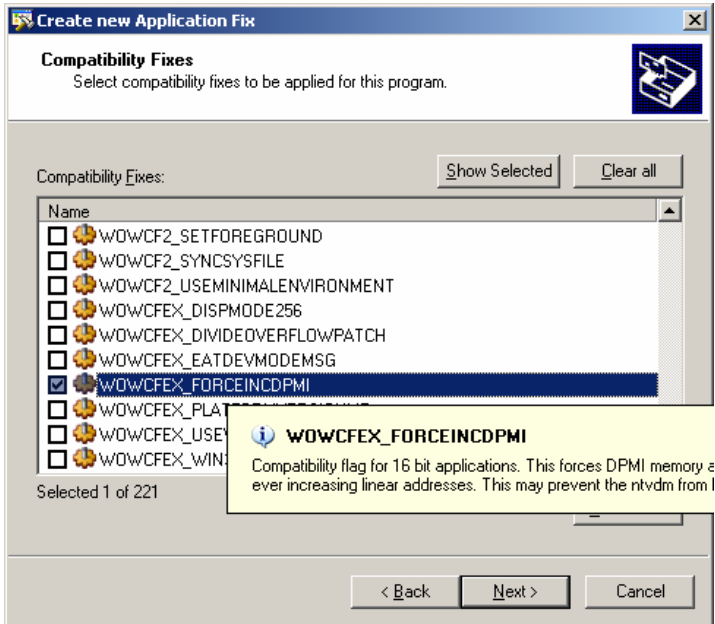 Create new Application Fix
Compatibility Fixes
Select compatibility fixes to be applied for this program.
Compatibility Fixes:
Show Selected
Clear all
Name
WOWCF2_SETFOREGROUND
WOWCF2_SYNCSYSFILE
WOWCF2_USEMINIMALENVIRONMENT
WOWCFEX_DISPMODE256
WOWCFEX_DIVIDEOVERFLOWPATCH
WOWCFEX_EATDEVMODEMSG
WOWCFEX_FORCEINCDPMI
WOWCFEX_FORCEINCDPMI
Compatibility flag for 16 bit applications. This forces DPMI memory
ever increasing linear addresses. This may prevent the ntvdm from
Selected 1 of 221
< Back
Next >
Cancel